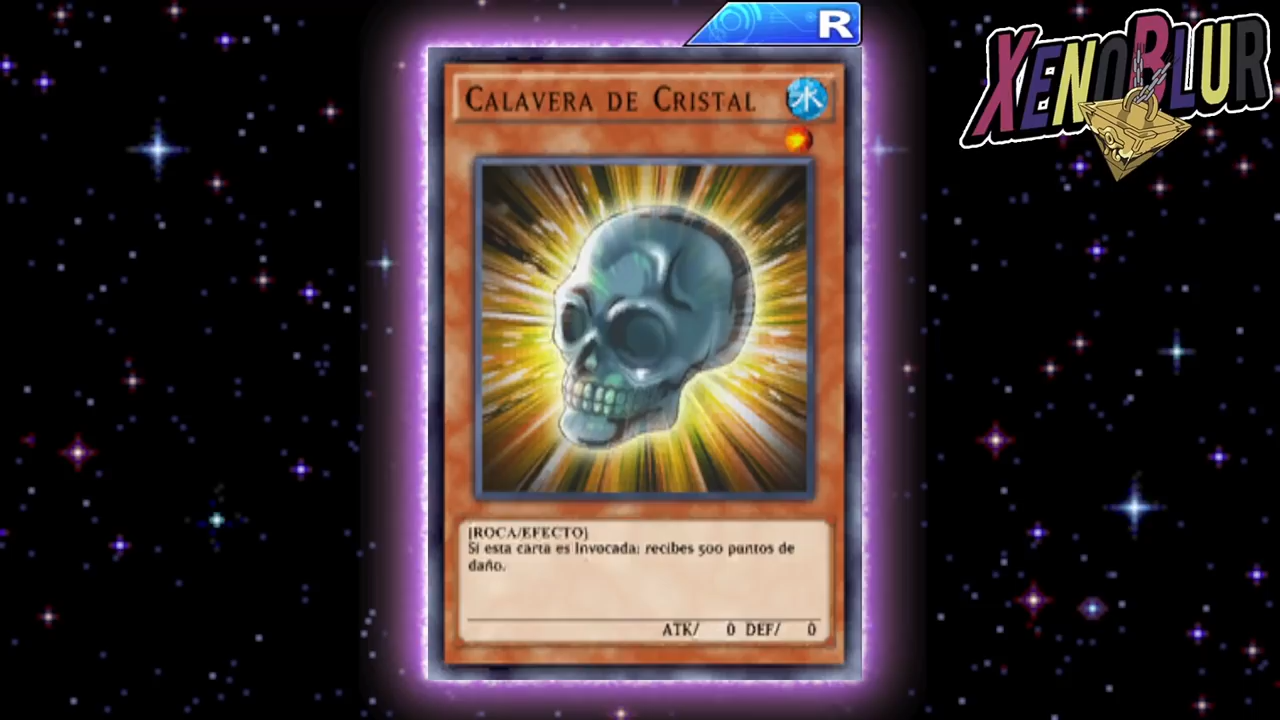 R
XENOBLUR
CALAVERA DE CRISTAL
水
[ROCA/EFECTO]
Si esta carta es Invocada: recibes 500 puntos de
daño.
ATK/ 0 DEF/ 0